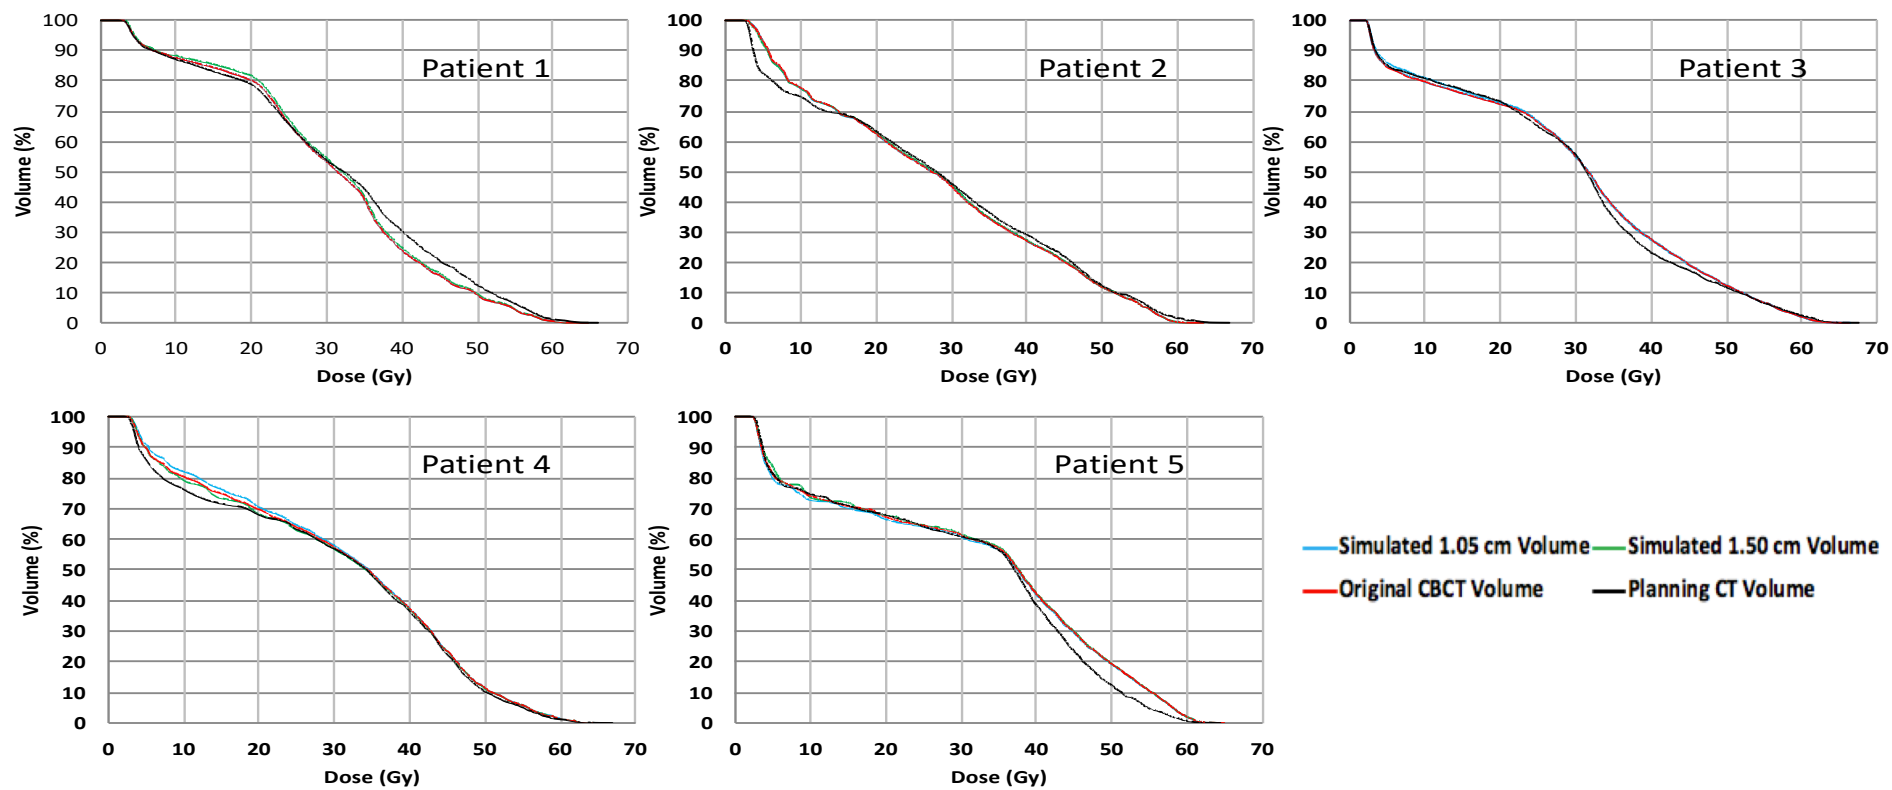 Patient 1
Volume (%)
100
90
80
70
60
50
40
30
20
10
0
0 10 20 30 40 50 60 70
Dose (Gy)
Patient 2
Volume (%)
100
90
80
70
60
50
40
30
20
10
0
0 10 20 30 40 50 60 70
Dose (GY)
Patient 3
Volume (%)
100
90
80
70
60
50
40
30
20
10
0
0 10 20 30 40 50 60 70
Dose (Gy)
Patient 4
Volume (%)
100
90
80
70
60
50
40
30
20
10
0
0 10 20 30 40 50 60 70
Dose (Gy)
Patient 5
Volume (%)
100
90
80
70
60
50
40
30
20
10
0
0 10 20 30 40 50 60 70
Dose (Gy)
Simulated 1.05 cm Volume Simulated 1.50 cm Volume
Original CBCT Volume Planning CT Volume